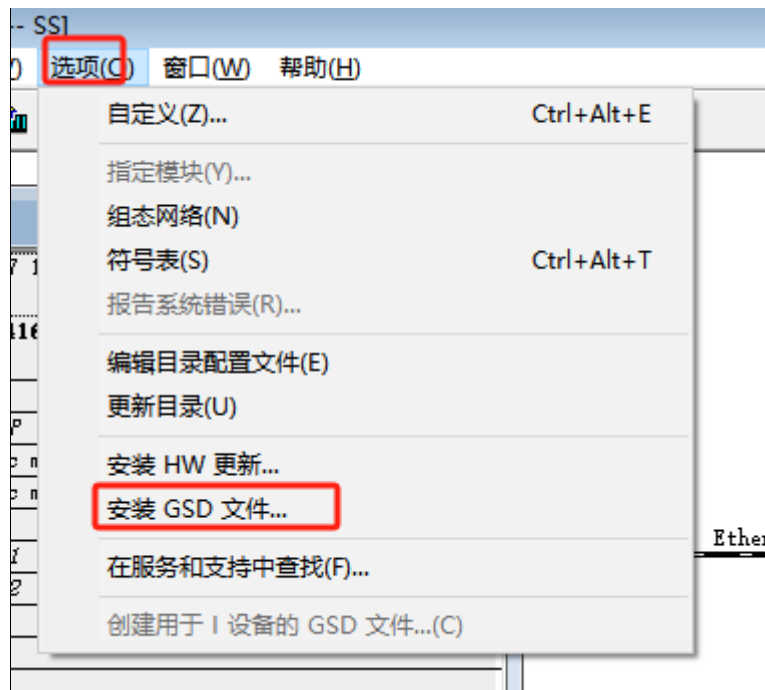 -- SS]
选项(O) 窗口(W) 帮助(H)
自定义(Z)... Ctrl+Alt+E
指定模块(Y)...
组态网络(N)
符号表(S) Ctrl+Alt+T
报告系统错误(R)...
编辑目录配置文件(E)
更新目录(U)
安装 HW 更新...
安装 GSD 文件...
Ether
在服务和支持中查找(F)...
创建用于 I 设备的 GSD 文件...(C)